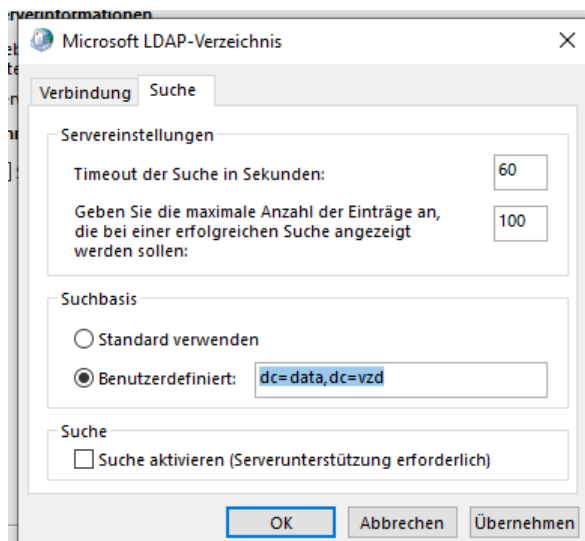 Microsoft LDAP-Verzeichnis
Verbindung
Suche
Servereinstellungen
Timeout der Suche in Sekunden:
60
Geben Sie die maximale Anzahl der Einträge an,
die bei einer erfolgreichen Suche angezeigt
werden sollen:
100
Suchbasis
Standard verwenden
Benutzerdefiniert:
dc=data,dc=vzd
Suche
Suche aktivieren (Serverunterstützung erforderlich)
OK
Abbrechen
Übernehmen